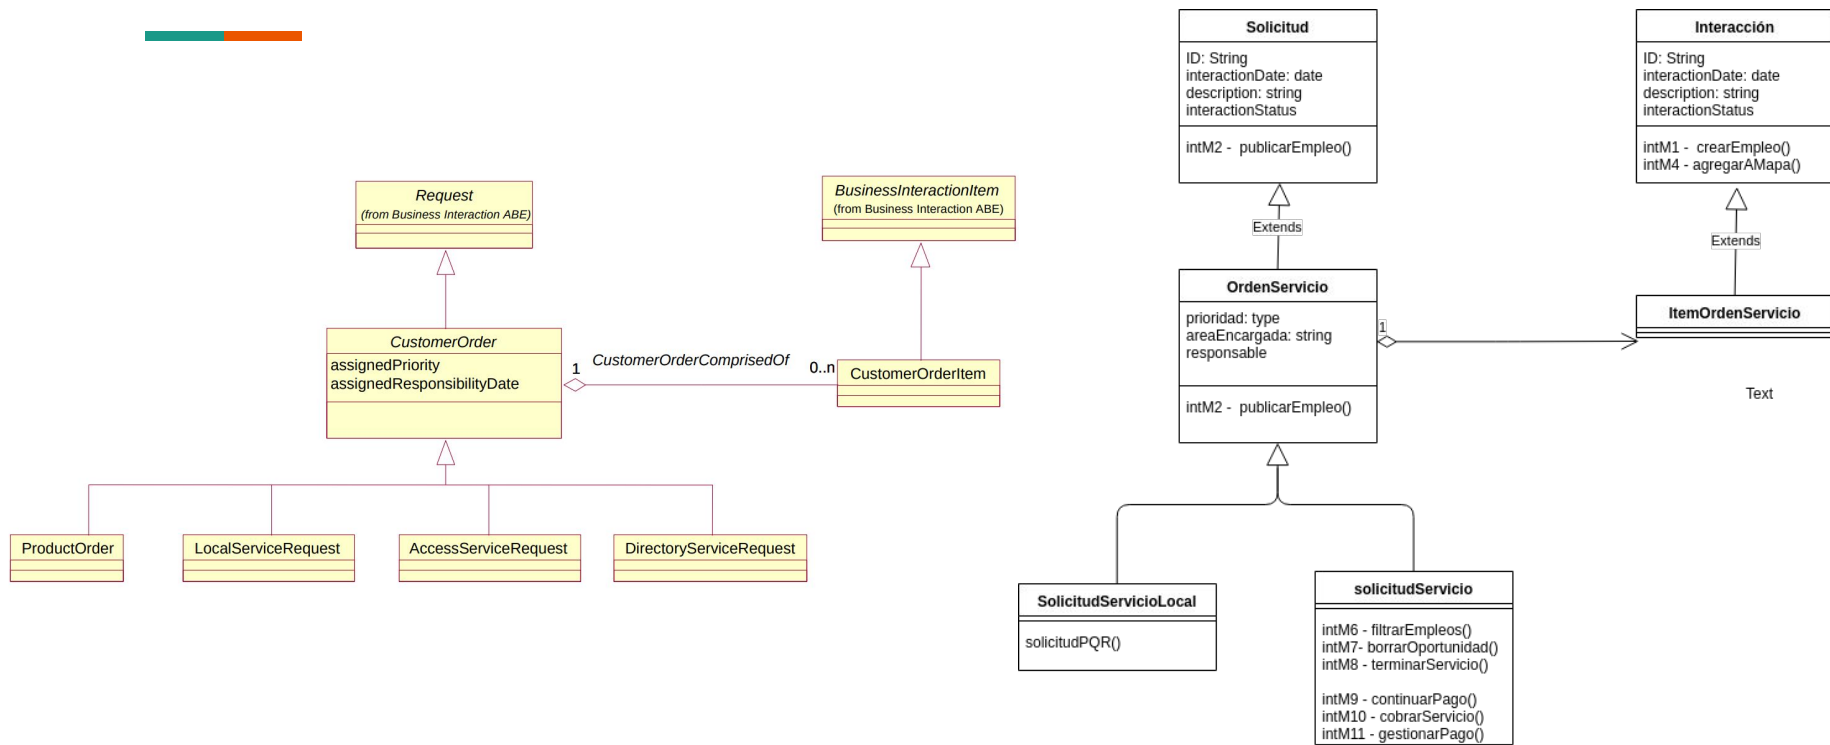 Request
(from Business Interaction ABE)
BusinessInteractionItem
(from Business Interaction ABE)
CustomerOrder
assignedPriority
assignedResponsibilityDate
1
CustomerOrderComprisedOf
0..n
CustomerOrderItem
ProductOrder
LocalServiceRequest
AccessServiceRequest
DirectoryServiceRequest
Solicitud
ID: String
interactionDate: date
description: string
interactionStatus
intM2 - publicarEmpleo()
Extends
Interacción
ID: String
interactionDate: date
description: string
interactionStatus
intM1 - crearEmpleo()
intM4 - agregarAMapa()
Extends
OrdenServicio
prioridad: type
areaEncargada: string
responsable
intM2 - publicarEmpleo()
1
ItemOrdenServicio
Text
SolicitudServicioLocal
solicitudPQR()
solicitudServicio
intM6 - filtrarEmpleos()
intM7- borrarOportunidad()
intM8 - terminarServicio()
intM9 - continuarPago()
intM10 - cobrarServicio()
intM11 - gestionarPago()